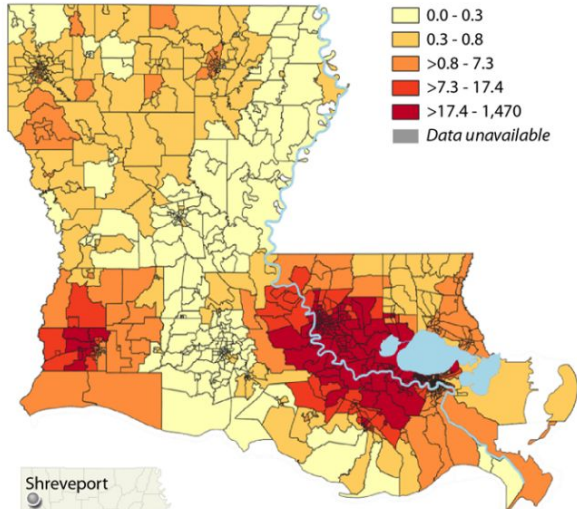 0.0 - 0.3
0.3 - 0.8
>0.8 - 7.3
>7.3 - 17.4
>17.4 - 1,470
Data unavailable
Shreveport